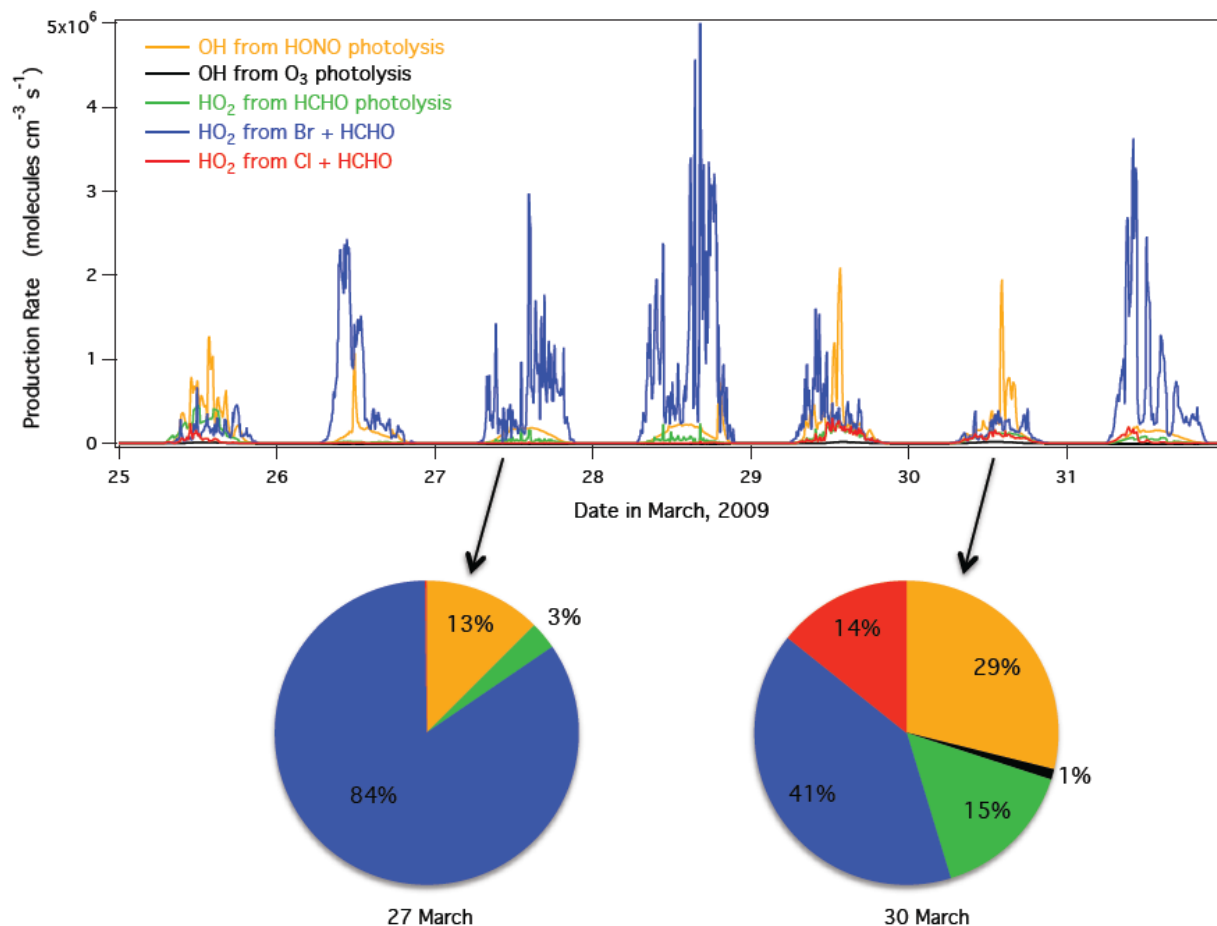 5x10⁶
4
3
2
1
0
Production Rate (molecules cm⁻³ s⁻¹)
OH from HONO photolysis
OH from O₃ photolysis
HO₂ from HCHO photolysis
HO₂ from Br + HCHO
HO₂ from Cl + HCHO
25 26 27 28 29 30 31
Date in March, 2009
13% 3%
84%
27 March
14% 29%
1%
41% 15%
30 March